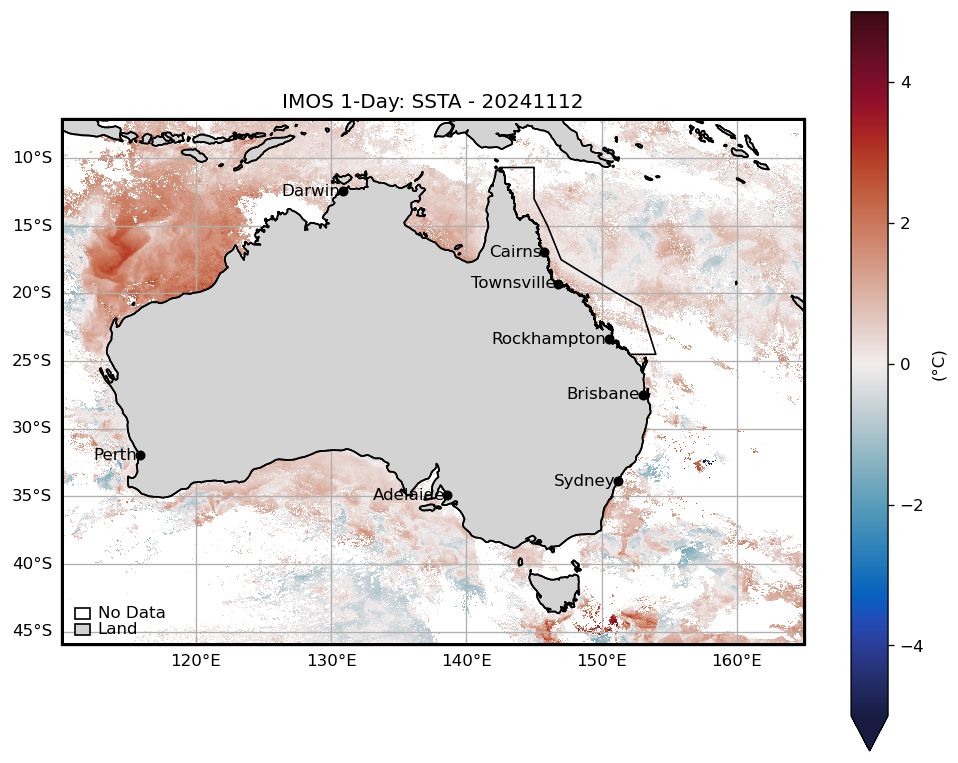 IMOS 1-Day: SSTA - 20241112
10°S
15°S
20°S
25°S
30°S
35°S
40°S
45°S
Darwin
Cairns
Townsville
Rockhampton
Brisbane
Perth
Sydney
Adelaide
No Data
Land
120°E 130°E 140°E 150°E 160°E
4
2
0
−2
−4
(°C)